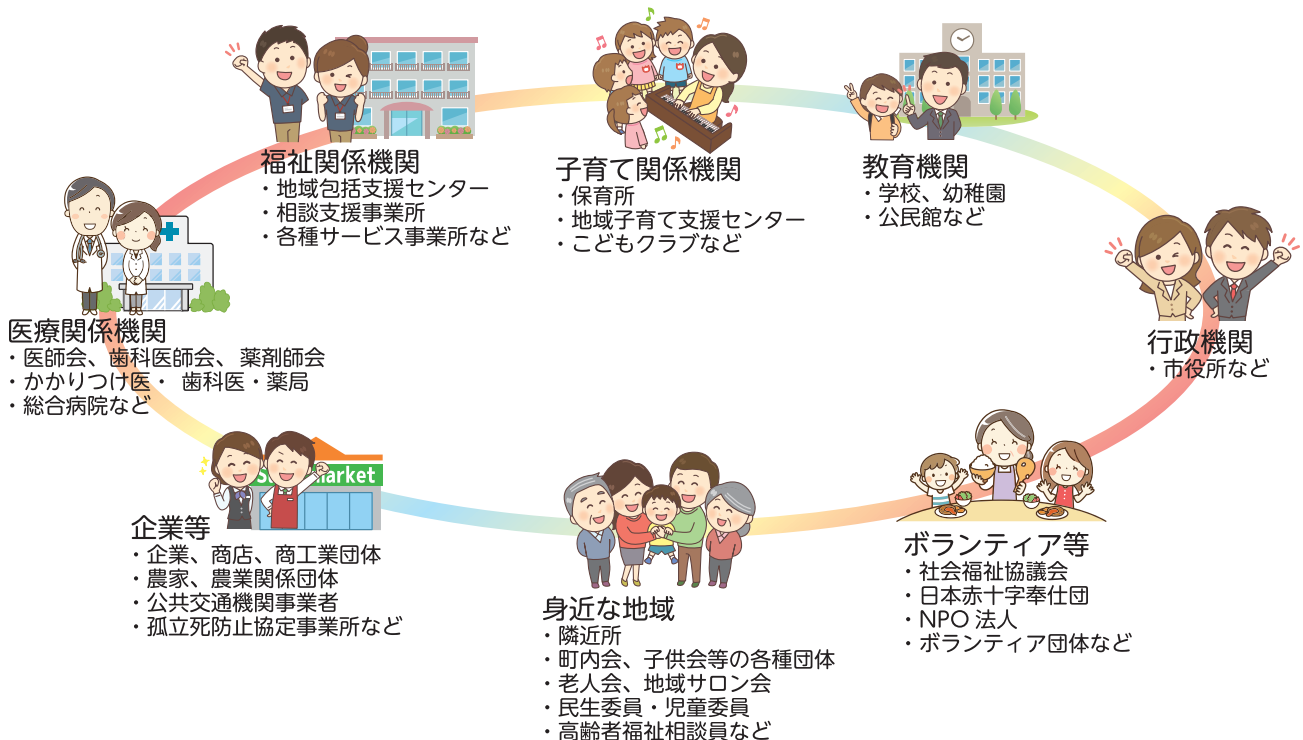 福祉関係機関
・地域包括支援センター
・相談支援事業所
・各種サービス事業所など
子育て関係機関
・保育所
・地域子育て支援センター
・こどもクラブなど
教育機関
・学校、幼稚園
・公民館など
行政機関
・市役所など
医療関係機関
・医師会、歯科医師会、薬剤師会
・かかりつけ医・ 歯科医・薬局
・総合病院など
market
企業等
・企業、商店、商工業団体
・農家、農業関係団体
・公共交通機関事業者
・孤立死防止協定事業所など
身近な地域
・隣近所
・町内会、子供会等の各種団体
・老人会、地域サロン会
・民生委員・児童委員
・高齢者福祉相談員など
ボランティア等
・社会福祉協議会
・日本赤十字奉仕団
・NPO 法人
・ボランティア団体など